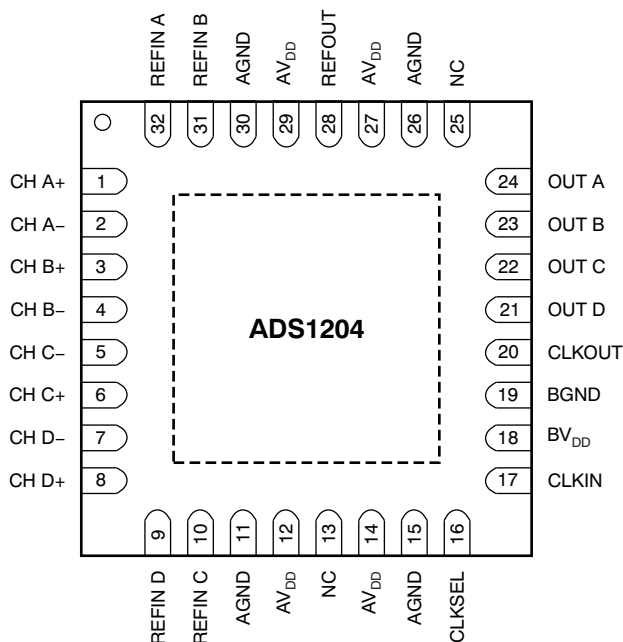 REFIN A REFIN B AGND AVDD REFOUT AVDD AGND NC
32 31 30 29 28 27 26 25
CH A+ 1 24 OUT A
CH A− 2 23 OUT B
CH B+ 3 22 OUT C
CH B− 4 21 OUT D
ADS1204
CH C− 5 20 CLKOUT
CH C+ 6 19 BGND
CH D− 7 18 BVDD
CH D+ 8 17 CLKIN
9 10 11 12 13 14 15 16
REFIN D REFIN C AGND AVDD NC AVDD AGND CLKSEL